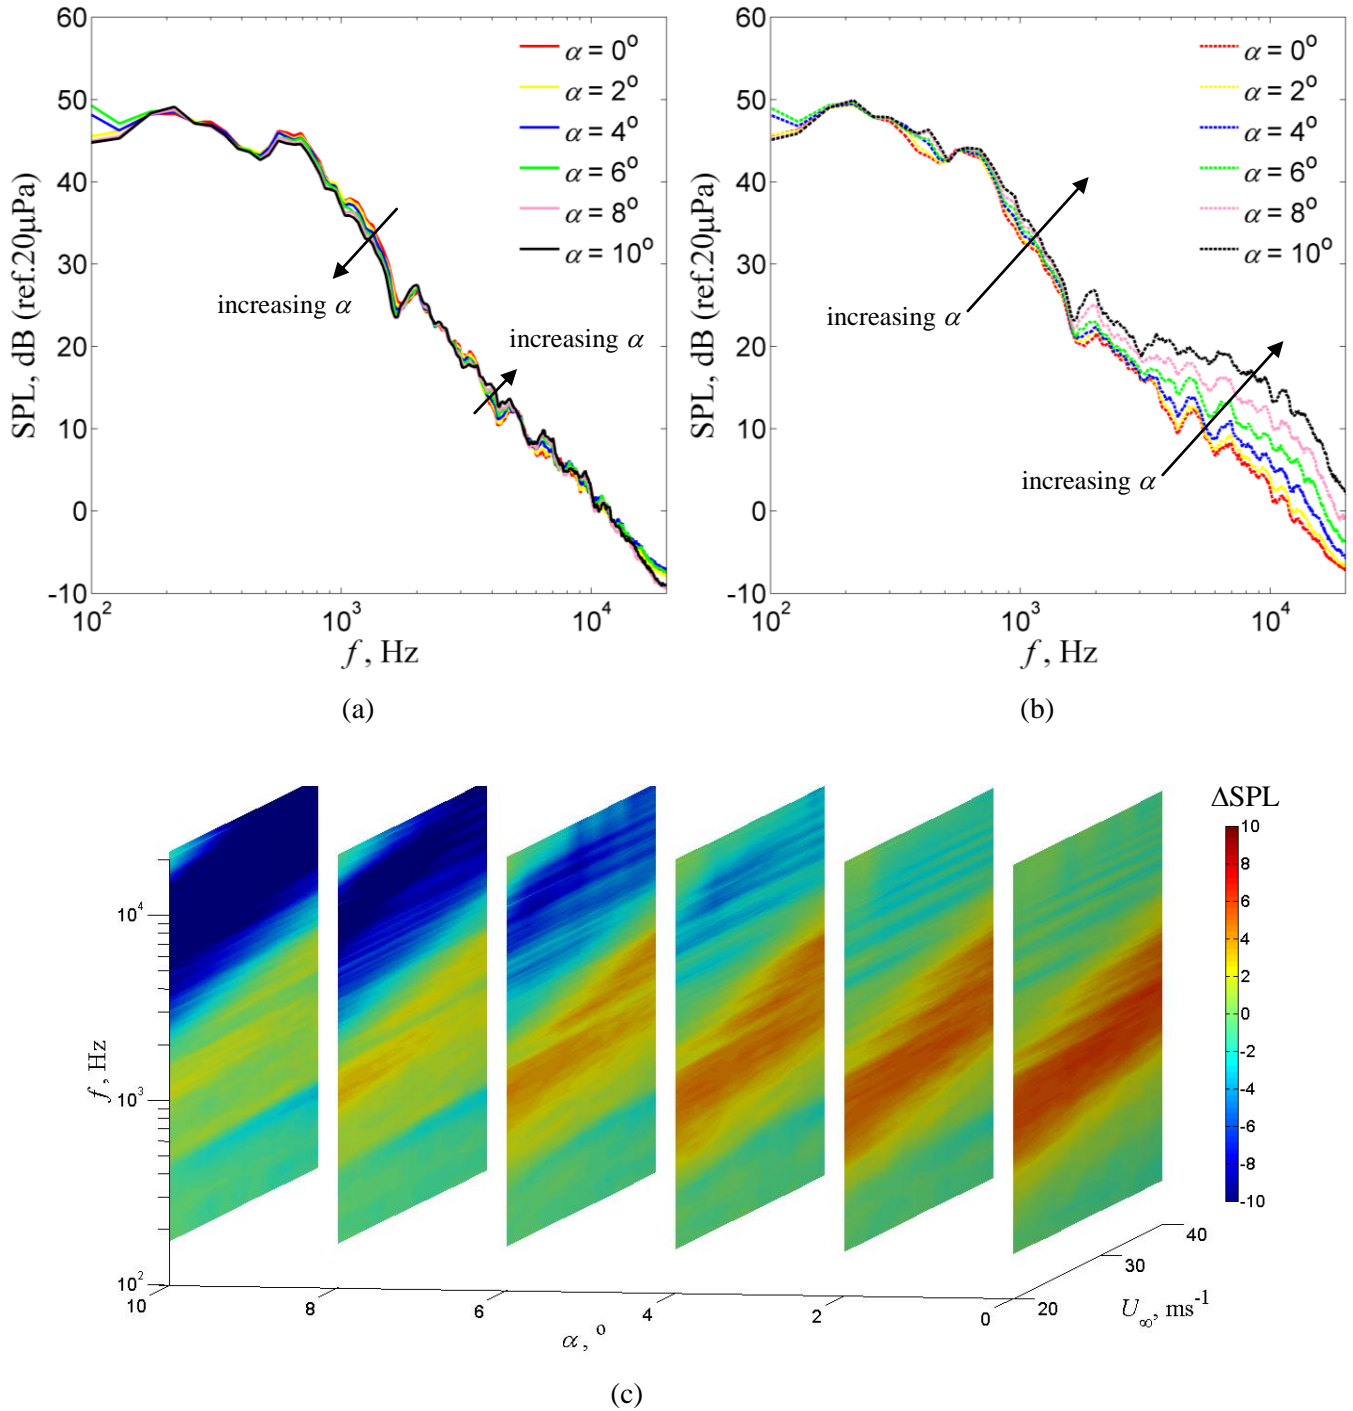 60
50
40
30
20
10
0
-10
SPL, dB (ref.20μPa)
10² 10³ 10⁴
f , Hz
α = 0°
α = 2°
α = 4°
α = 6°
α = 8°
α = 10°
increasing α
increasing α
(a)
60
50
40
30
20
10
0
-10
SPL, dB (ref.20μPa)
10² 10³ 10⁴
f , Hz
α = 0°
α = 2°
α = 4°
α = 6°
α = 8°
α = 10°
increasing α
increasing α
(b)
ΔSPL
10
8
6
4
2
0
-2
-4
-6
-8
-10
10⁴
10³
10²
f , Hz
10 8 6 4 2 0
α , °
20 30 40
U∞, ms⁻¹
(c)